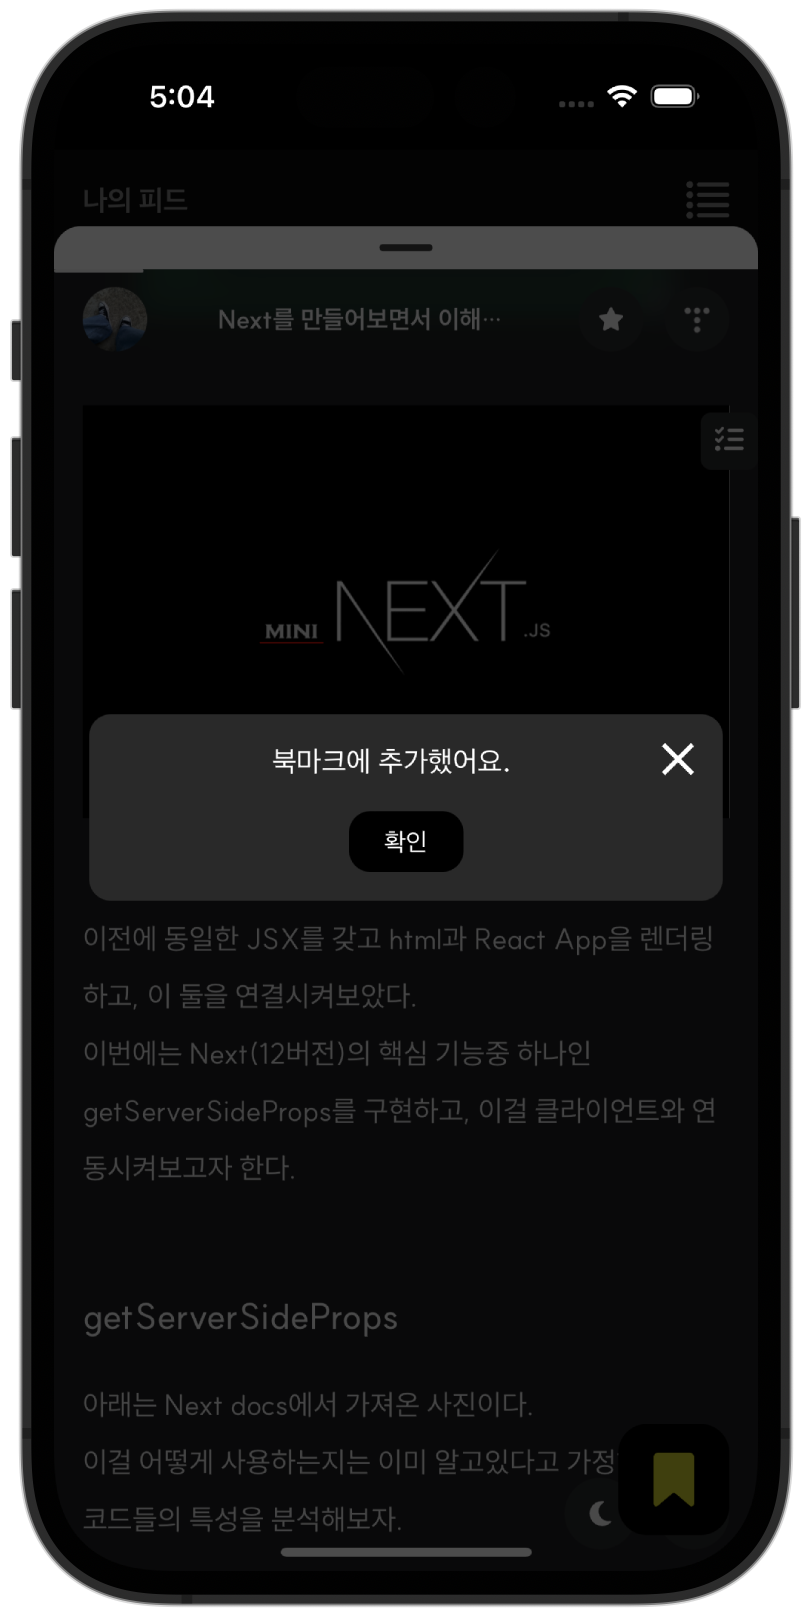 5:04
나의 피드
Next를 만들어보면서 이해…
MINI NEXT.JS
북마크에 추가했어요.
확인
이전에 동일한 JSX를 갖고 html과 React App을 렌더링
하고, 이 둘을 연결시켜보았다.
이번에는 Next(12버전)의 핵심 기능중 하나인
getServerSideProps를 구현하고, 이걸 클라이언트와 연
동시켜보고자 한다.
getServerSideProps
아래는 Next docs에서 가져온 사진이다.
이걸 어떻게 사용하는지는 이미 알고있다고 가정
코드들의 특성을 분석해보자.